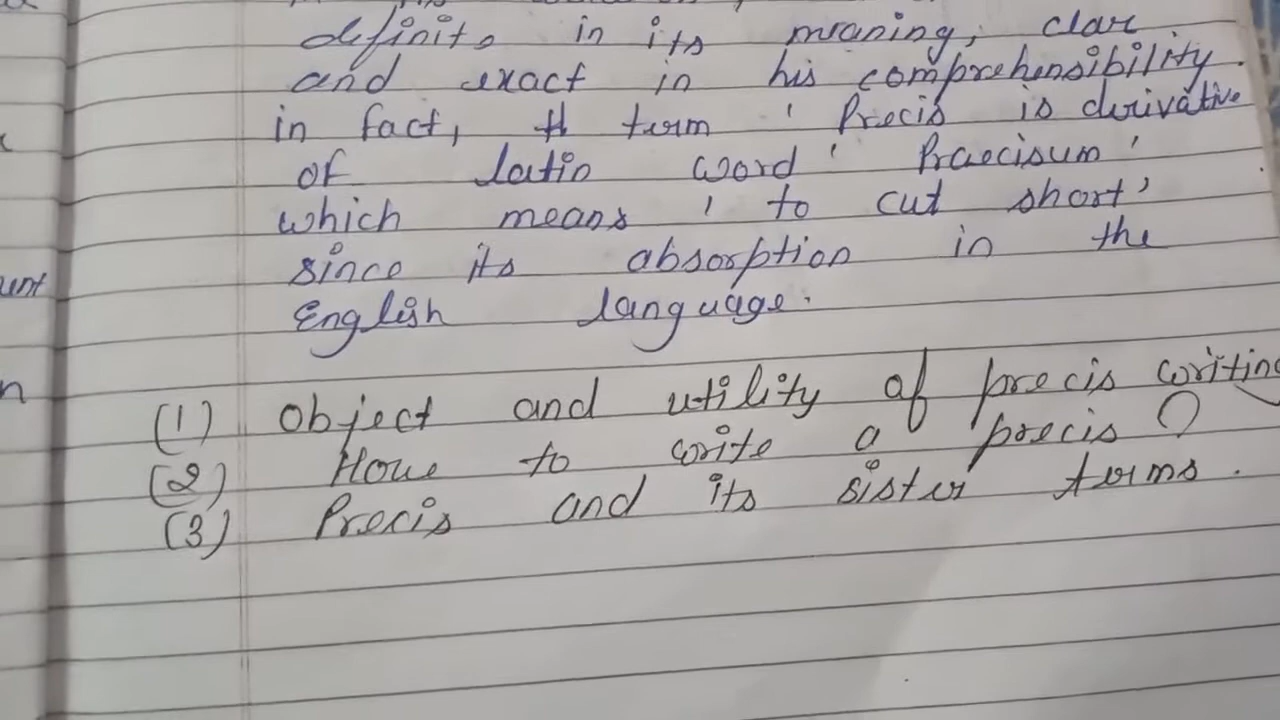 definite in its meaning, clear
and exact in his comprehensibility.
in fact, th term ' Precis is derivative
of latin word ' Praecisum '
which means ' to cut short '
since its absorption in the
English language.
unt
n
(1) Object and utility of precis writing
(2) How to write a precis ?
(3) Precis and its sister terms.